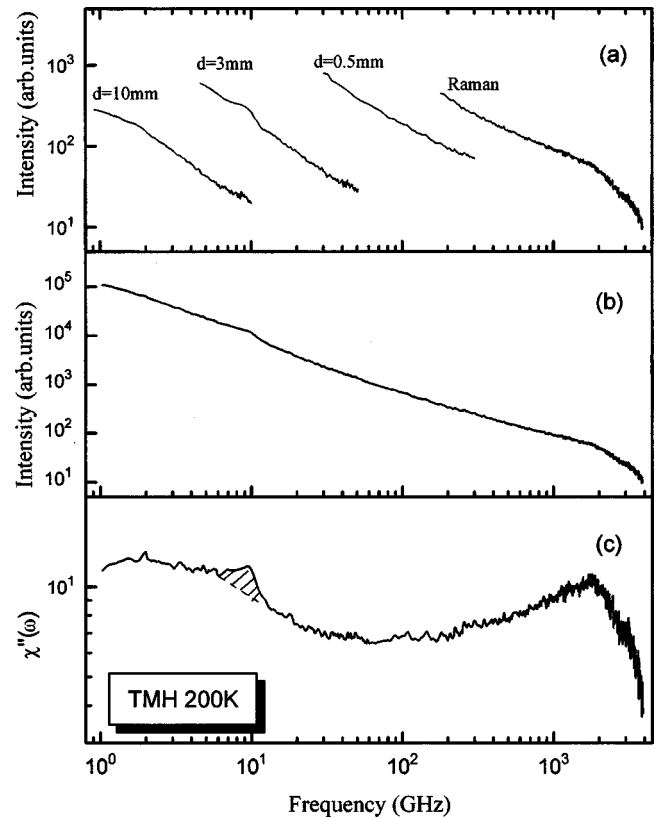 (a)
Intensity (arb.units)
10³
10²
10¹
d=10mm
d=3mm
d=0.5mm
Raman
(b)
Intensity (arb.units)
10⁵
10⁴
10³
10²
10¹
(c)
χ''(ω)
10¹
TMH 200K
10⁰ 10¹ 10² 10³
Frequency (GHz)